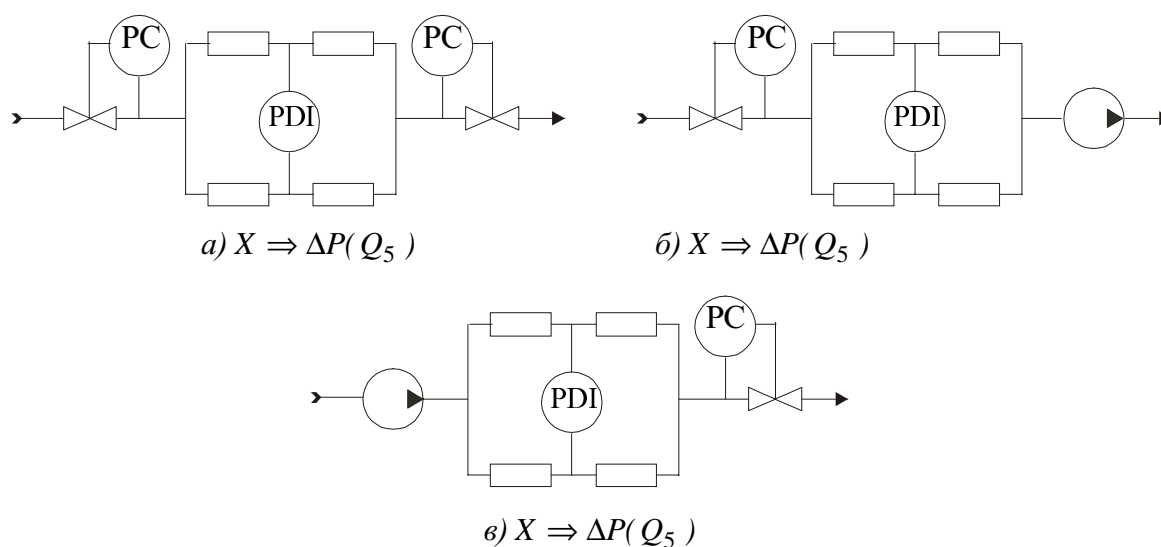 PC PC PC
PDI PDI
а) X ⇒ ΔP( Q₅ ) б) X ⇒ ΔP( Q₅ )
PC
PDI
в) X ⇒ ΔP( Q₅ )